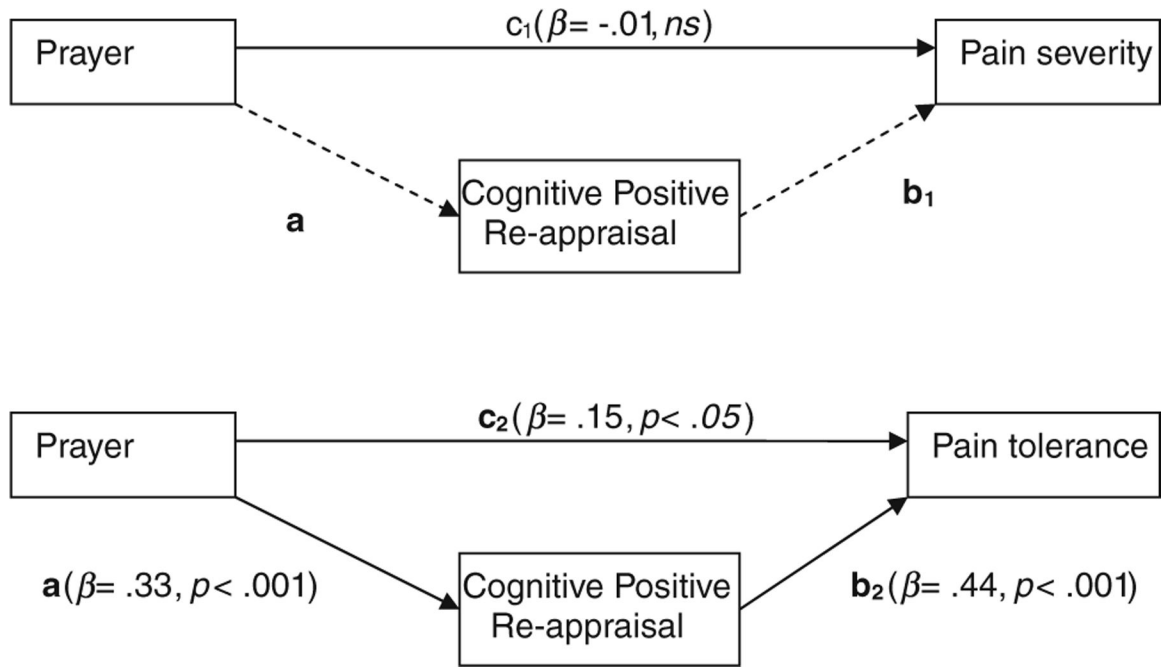 c₁(β= -.01, ns)
Prayer
Pain severity
Cognitive Positive
Re-appraisal
a
b₁
c₂(β= .15, p< .05)
Prayer
Pain tolerance
a(β= .33, p< .001)
Cognitive Positive
Re-appraisal
b₂(β= .44, p< .001)